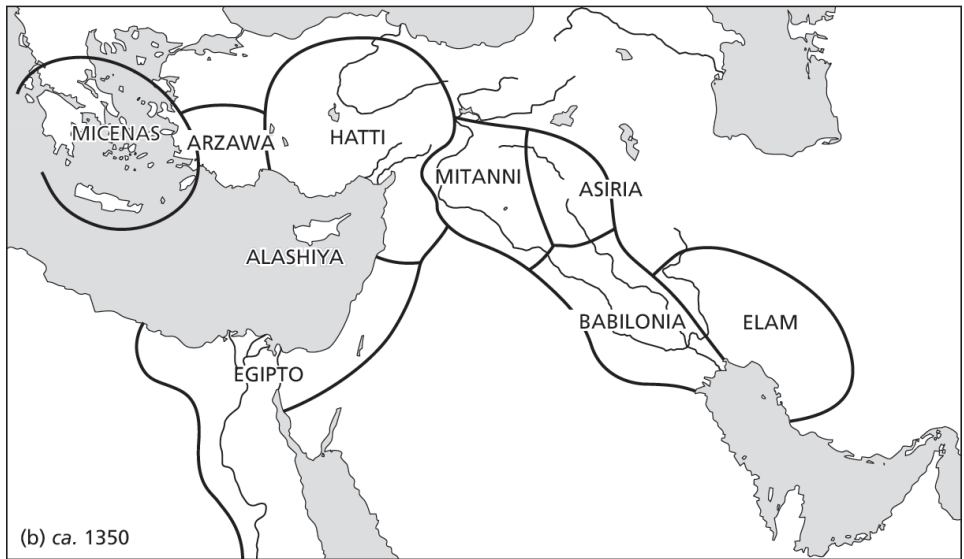 MICENAS
ARZAWA
HATTI
MITANNI
ASIRIA
ALASHIYA
BABILONIA
ELAM
EGIPTO
(b) ca. 1350